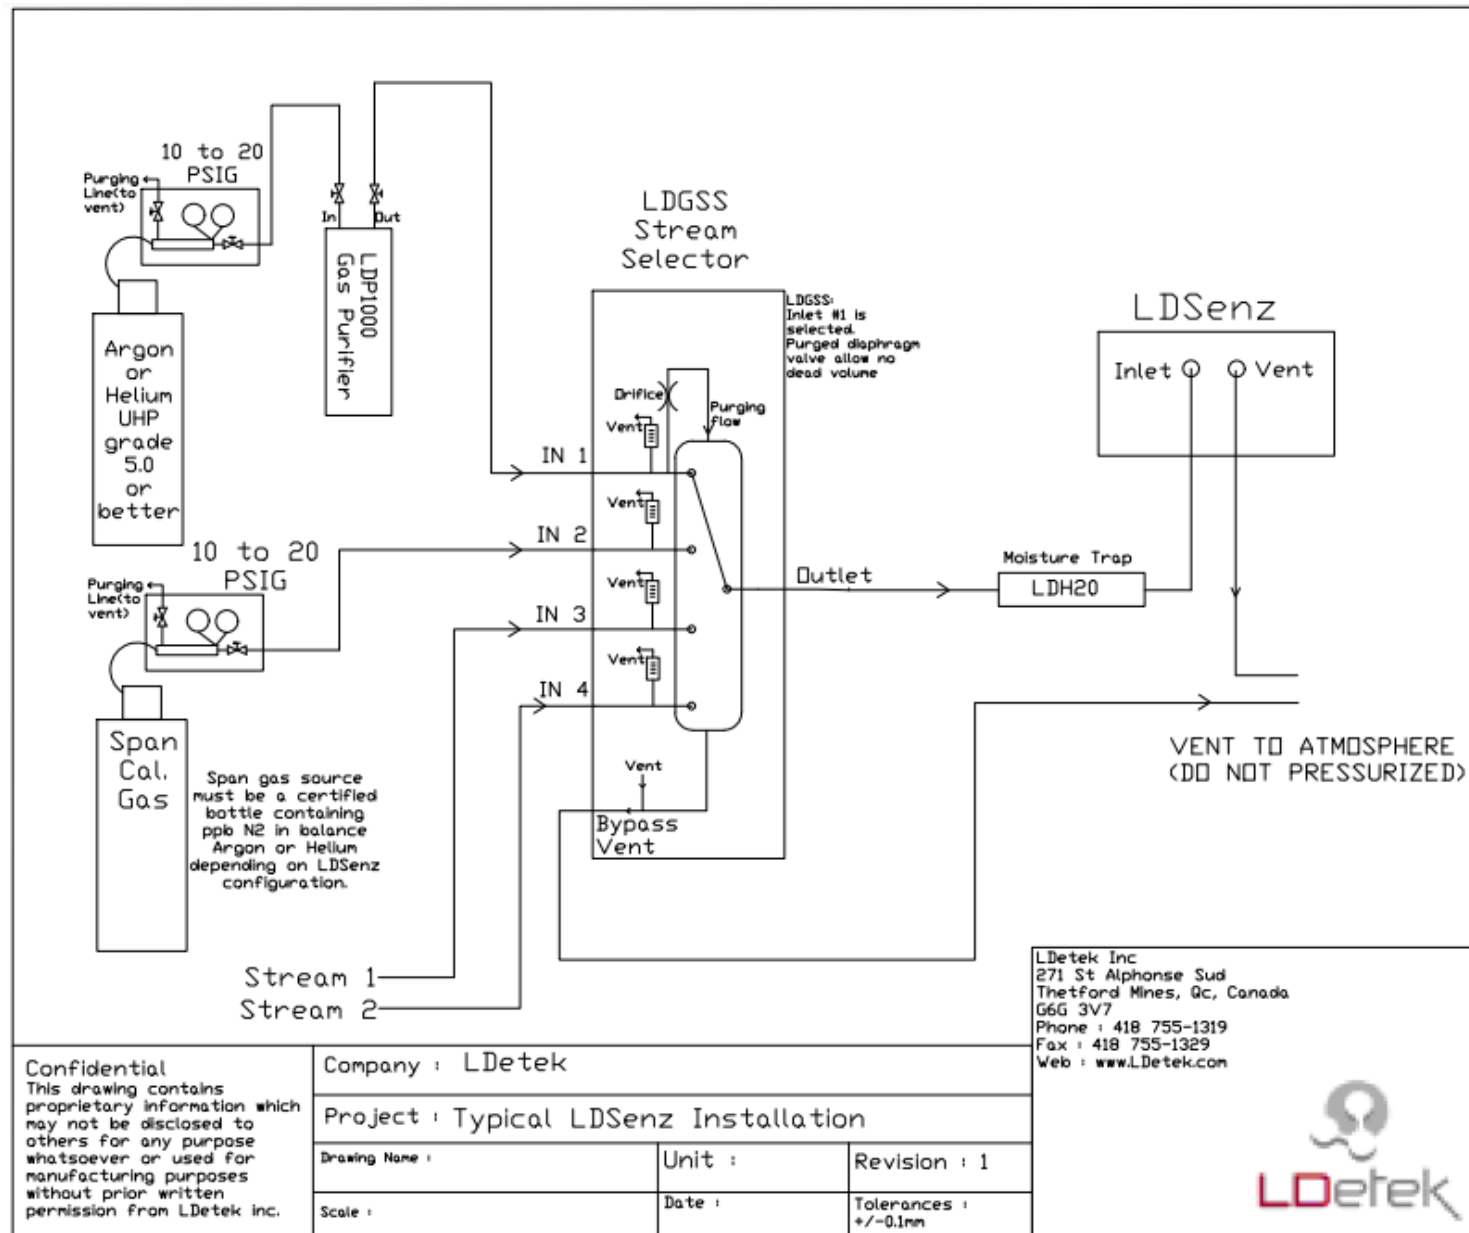 10 to 20
PSIG
Purging
Line(to
vent)
In
Out
LDP1000
Gas Purifier
Argon
or
Helium
UHP
grade
5.0
or
better
LDGSS
Stream
Selector
LDGSS:
Inlet #1 is
selected.
Purged diaphragm
valve allow no
dead volume
Orifice
Purging
flow
Vent
IN 1
Vent
IN 2
Vent
IN 3
Vent
IN 4
Vent
Bypass
Vent
Outlet
Moisture Trap
LDH20
LDSenz
Inlet
Vent
VENT TO ATMOSPHERE
(DO NOT PRESSURIZED)
10 to 20
PSIG
Purging
Line(to
vent)
Span
Cal.
Gas
Span gas source
must be a certified
bottle containing
ppb N2 in balance
Argon or Helium
depending on LDSenz
configuration.
Stream 1
Stream 2
LDetek Inc
271 St Alphonse Sud
Thetford Mines, Qc, Canada
G6G 3V7
Phone : 418 755-1319
Fax : 418 755-1329
Web : www.LDetek.com
Confidential
This drawing contains
proprietary information which
may not be disclosed to
others for any purpose
whatsoever or used for
manufacturing purposes
without prior written
permission from LDetek inc.
Company : LDetek
Project : Typical LDSenz Installation
Drawing Name :
Unit :
Revision : 1
Scale :
Date :
Tolerances :
+/-0.1mm
LDetek